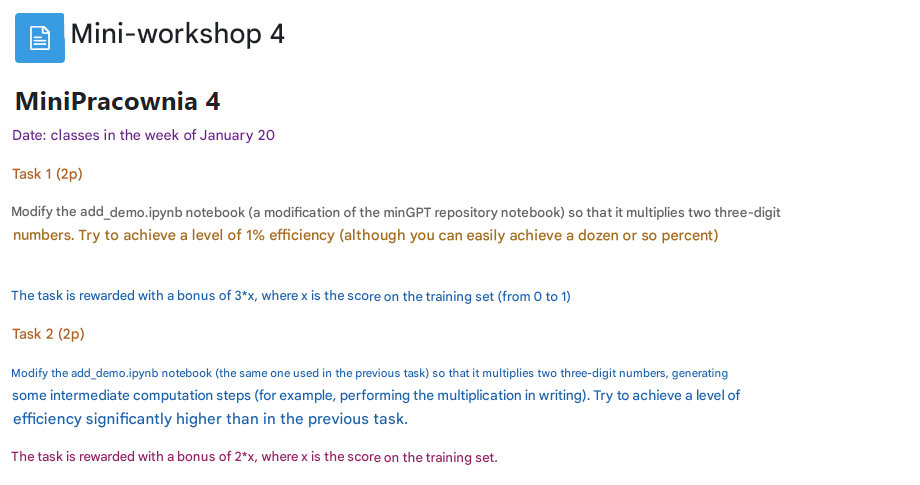 Mini-workshop 4
MiniPracownia 4
Date: classes in the week of January 20
Task 1 (2p)
Modify the add_demo.ipynb notebook (a modification of the minGPT repository notebook) so that it multiplies two three-digit
numbers. Try to achieve a level of 1% efficiency (although you can easily achieve a dozen or so percent)
The task is rewarded with a bonus of 3*x, where x is the score on the training set (from 0 to 1)
Task 2 (2p)
Modify the add_demo.ipynb notebook (the same one used in the previous task) so that it multiplies two three-digit numbers, generating
some intermediate computation steps (for example, performing the multiplication in writing). Try to achieve a level of
efficiency significantly higher than in the previous task.
The task is rewarded with a bonus of 2*x, where x is the score on the training set.